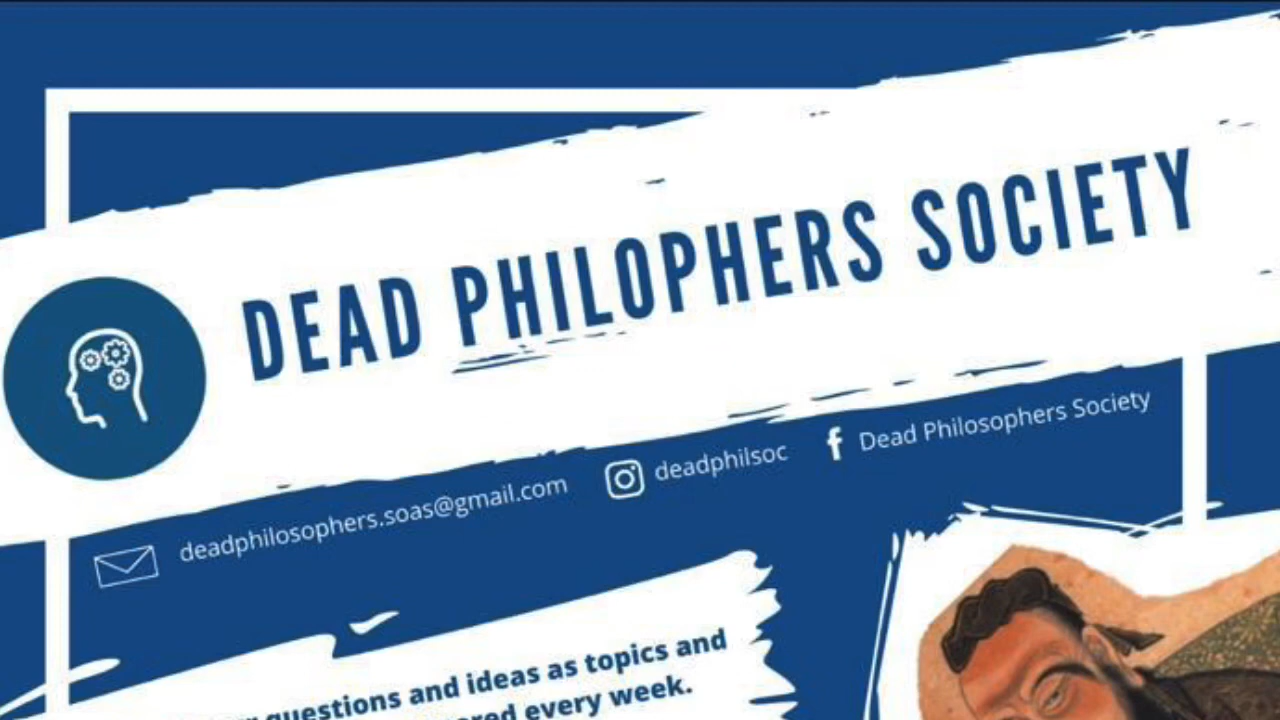 DEAD PHILOPHERS SOCIETY
deadphilosophers.soas@gmail.com
deadphilsoc
Dead Philosophers Society
questions and ideas as topics and
every week.